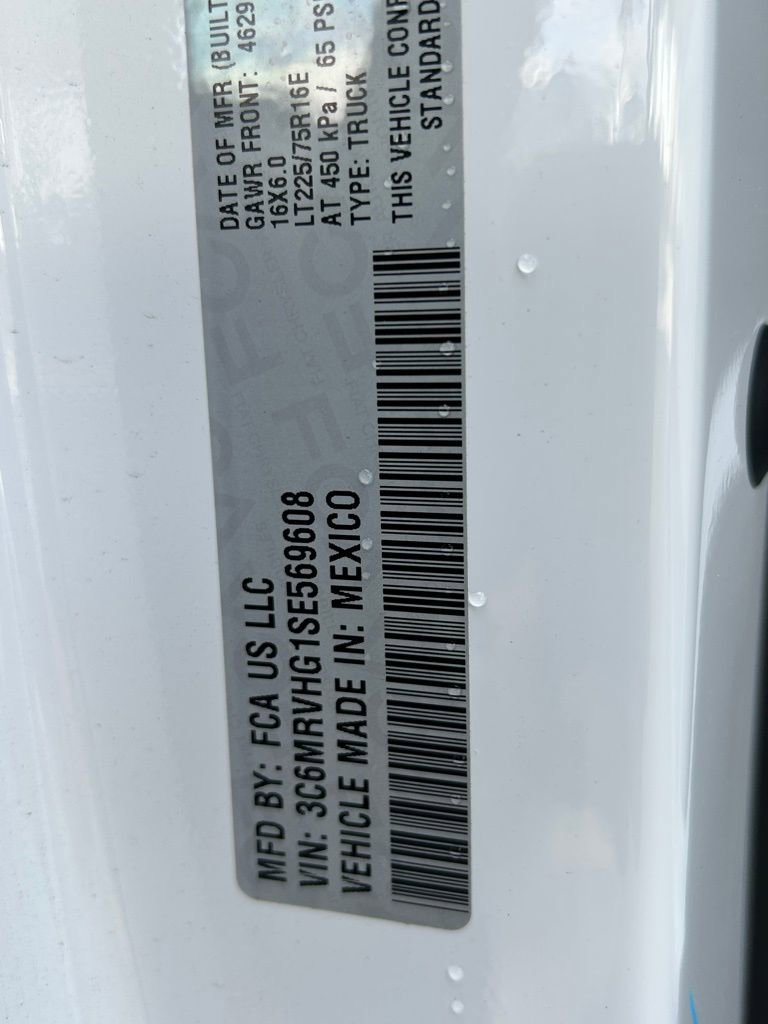 MFD BY: FCA US LLC
VIN: 3C6MRVHG1SE569608
VEHICLE MADE IN: MEXICO
DATE OF MFR (BUILT
GAWR FRONT: 4629
16X6.0
LT225/75R16E
AT 450 kPa / 65 PS
TYPE: TRUCK
THIS VEHICLE CONF
STANDARD